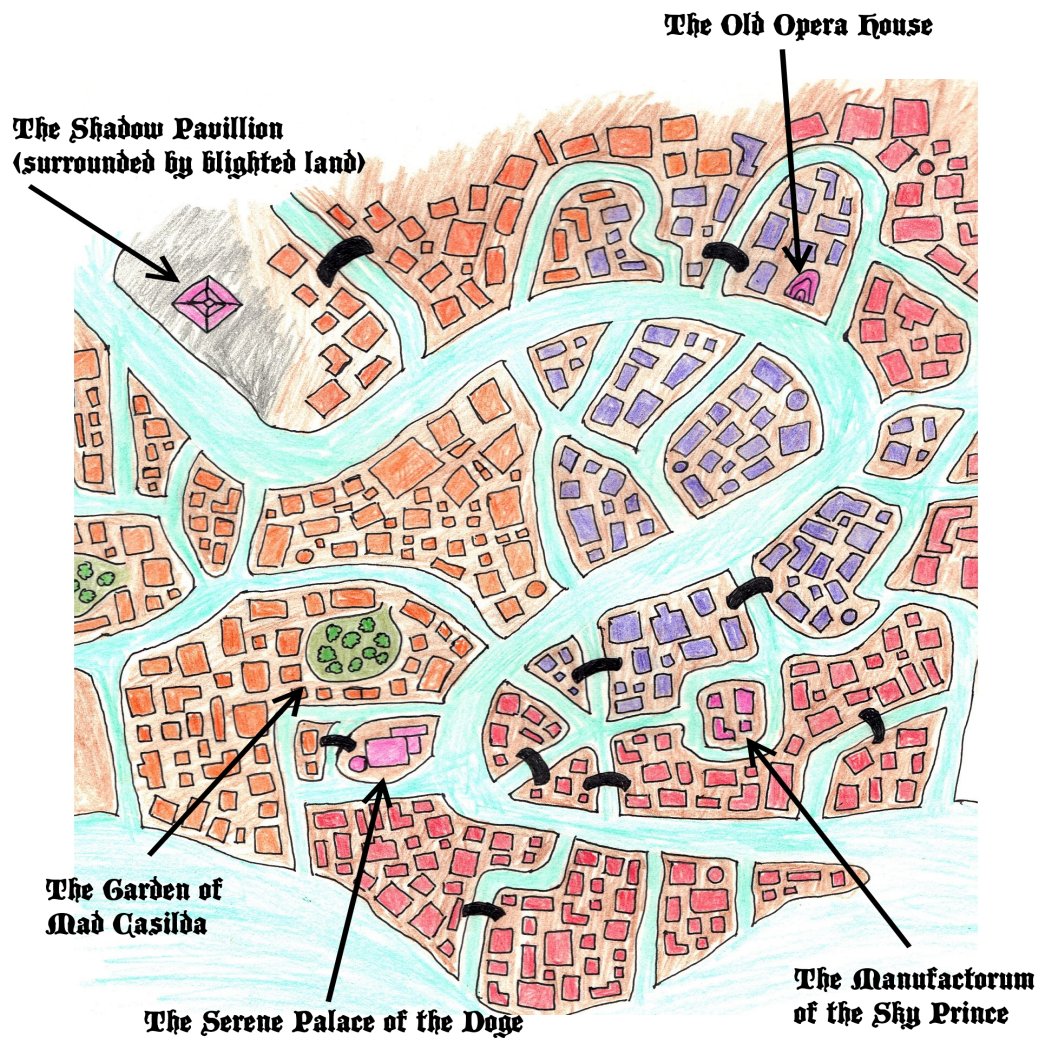 The Old Opera House
The Shadow Pavillion
(surrounded by blighted land)
The Garden of
Mad Casilda
The Serene Palace of the Doge
The Manufactorum
of the Sky Prince